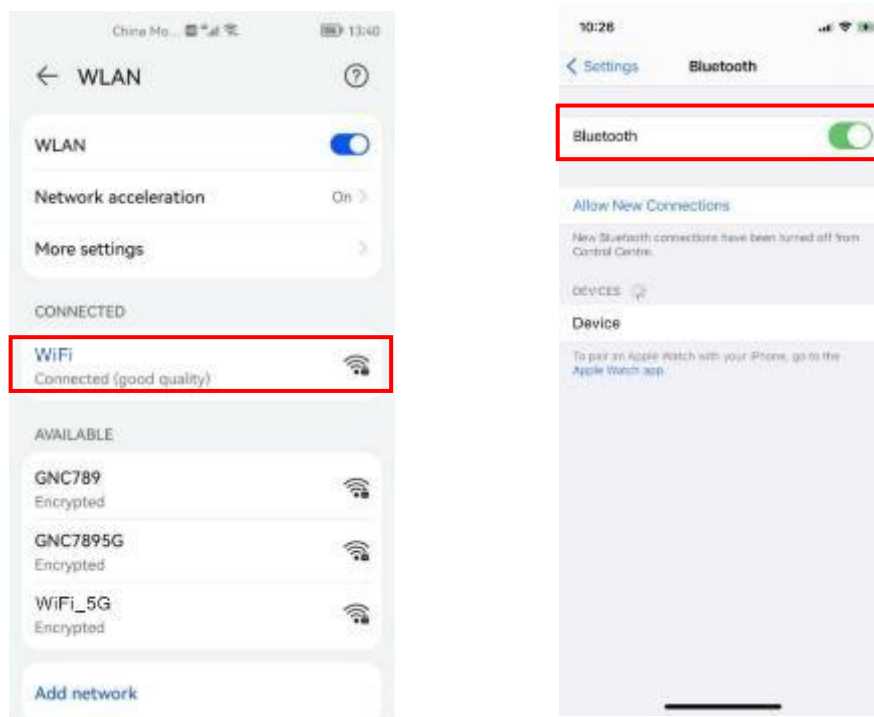 China Mo...
13:40
WLAN
WLAN
Network acceleration On
More settings
CONNECTED
WiFi
Connected (good quality)
AVAILABLE
GNC789
Encrypted
GNC7895G
Encrypted
WiFi_5G
Encrypted
Add network
10:26
Settings Bluetooth
Bluetooth
Allow New Connections
New Bluetooth connections have been turned off from
Control Centre.
DEVICES
Device
To pair an Apple Watch with your iPhone, go to the
Apple Watch app